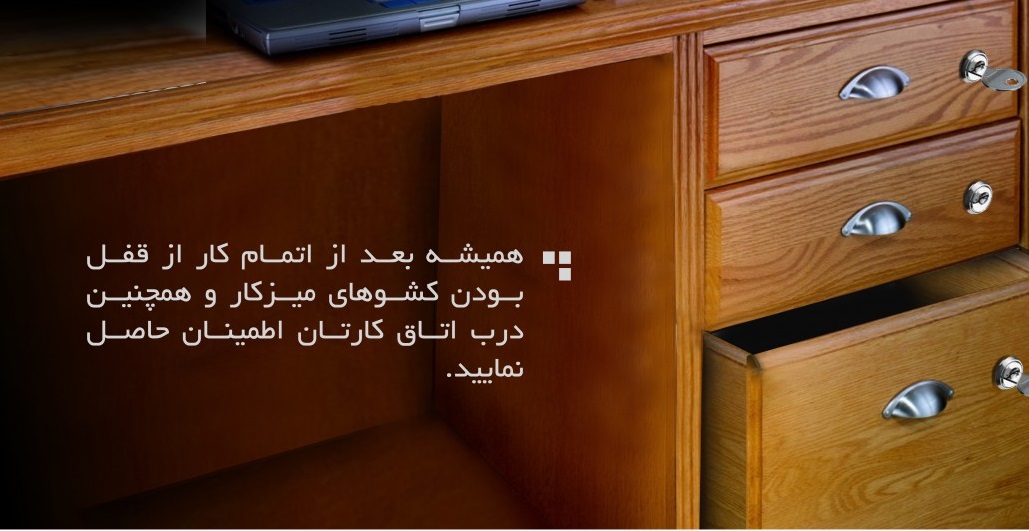 همیشه بعد از اتمام کار از قفل
بودن کشوهای میزکار و همچنین
درب اتاق کارتان اطمینان حاصل
نمایید.